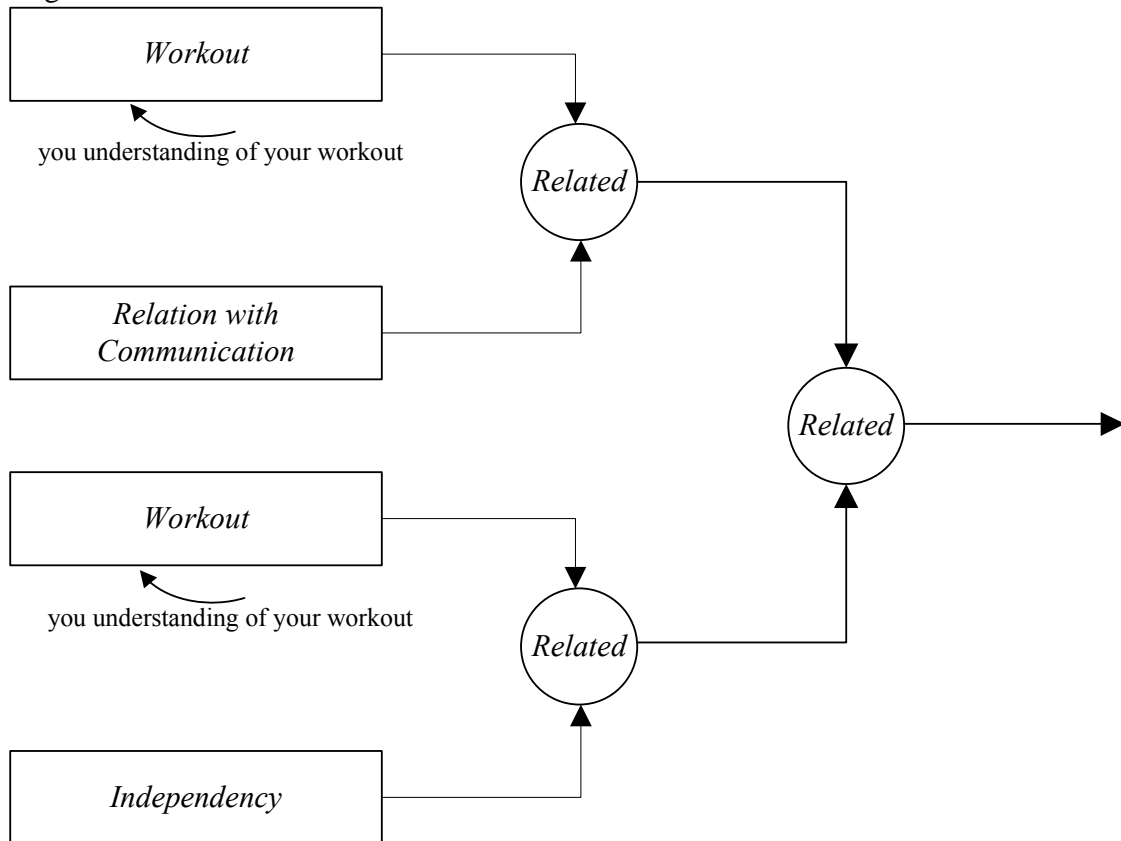 Workout
you understanding of your workout
Related
Relation with
Communication
Related
Workout
you understanding of your workout
Related
Independency